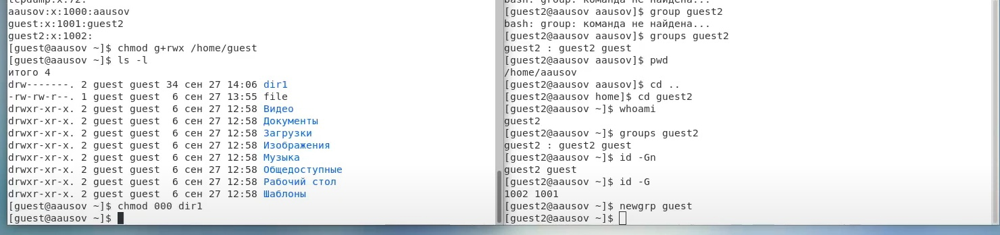 tcpdump:x:72:
aausov:x:1000:aausov
guest:x:1001:guest2
guest2:x:1002:
[guest@aausov ~]$ chmod g+rwx /home/guest
[guest@aausov ~]$ ls -l
итого 4
drw-------. 2 guest guest 34 сен 27 14:06 dir1
-rw-rw-r--. 1 guest guest  6 сен 27 13:55 file
drwxr-xr-x. 2 guest guest  6 сен 27 12:58 Видео
drwxr-xr-x. 2 guest guest  6 сен 27 12:58 Документы
drwxr-xr-x. 2 guest guest  6 сен 27 12:58 Загрузки
drwxr-xr-x. 2 guest guest  6 сен 27 12:58 Изображения
drwxr-xr-x. 2 guest guest  6 сен 27 12:58 Музыка
drwxr-xr-x. 2 guest guest  6 сен 27 12:58 Общедоступные
drwxr-xr-x. 2 guest guest  6 сен 27 12:58 Рабочий стол
drwxr-xr-x. 2 guest guest  6 сен 27 12:58 Шаблоны
[guest@aausov ~]$ chmod 000 dir1
[guest@aausov ~]$
bash: group: команда не найдена...
[guest2@aausov aausov]$ group guest2
bash: group: команда не найдена...
[guest2@aausov aausov]$ groups guest2
guest2 : guest2 guest
[guest2@aausov aausov]$ pwd
/home/aausov
[guest2@aausov aausov]$ cd ..
[guest2@aausov home]$ cd guest2
[guest2@aausov ~]$ whoami
guest2
[guest2@aausov ~]$ groups guest2
guest2 : guest2 guest
[guest2@aausov ~]$ id -Gn
guest2 guest
[guest2@aausov ~]$ id -G
1002 1001
[guest2@aausov ~]$ newgrp guest
[guest2@aausov ~]$